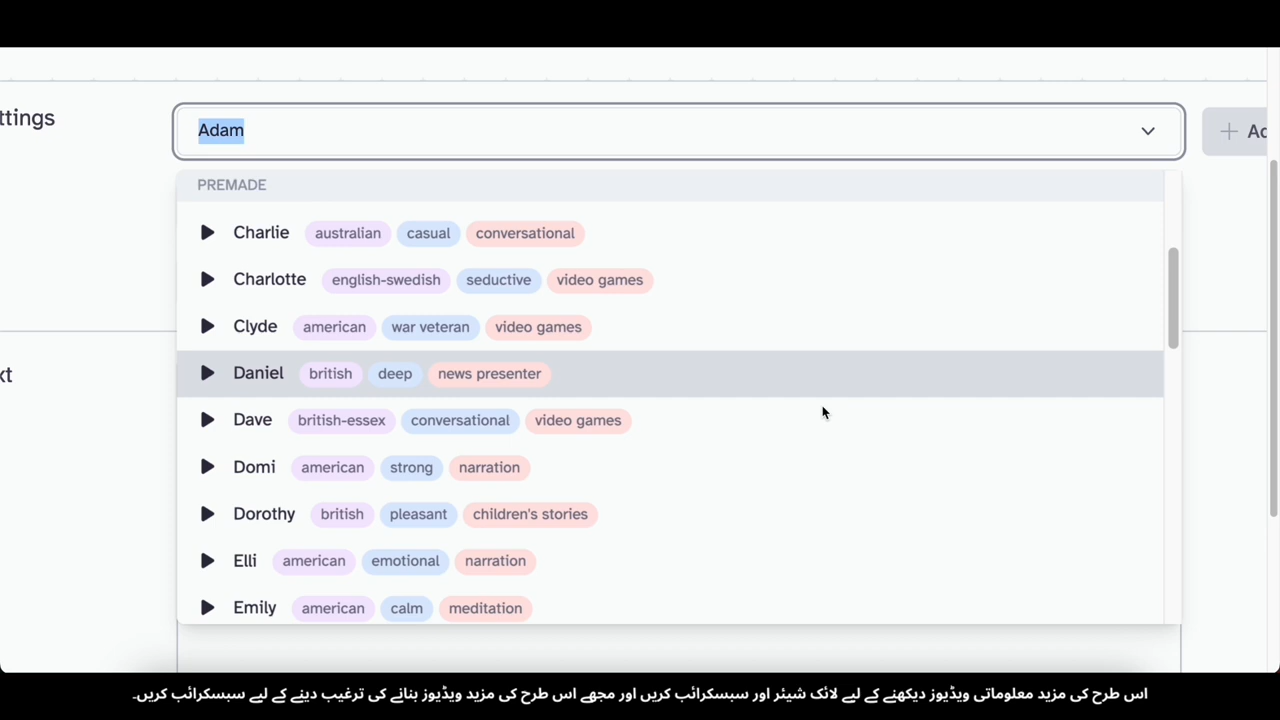 ttings
Adam
Ad
PREMADE
Charlie australian casual conversational
Charlotte english-swedish seductive video games
Clyde american war veteran video games
xt
Daniel british deep news presenter
Dave british-essex conversational video games
Domi american strong narration
Dorothy british pleasant children's stories
Elli american emotional narration
Emily american calm meditation
اس طرح کی مزید معلوماتی ویڈیوز دیکھنے کے لیے لائک شیئر اور سبسکرائب کریں اور مجھے اس طرح کی مزید ویڈیوز بنانے کی ترغیب دینے کے لیے سبسکرائب کریں۔